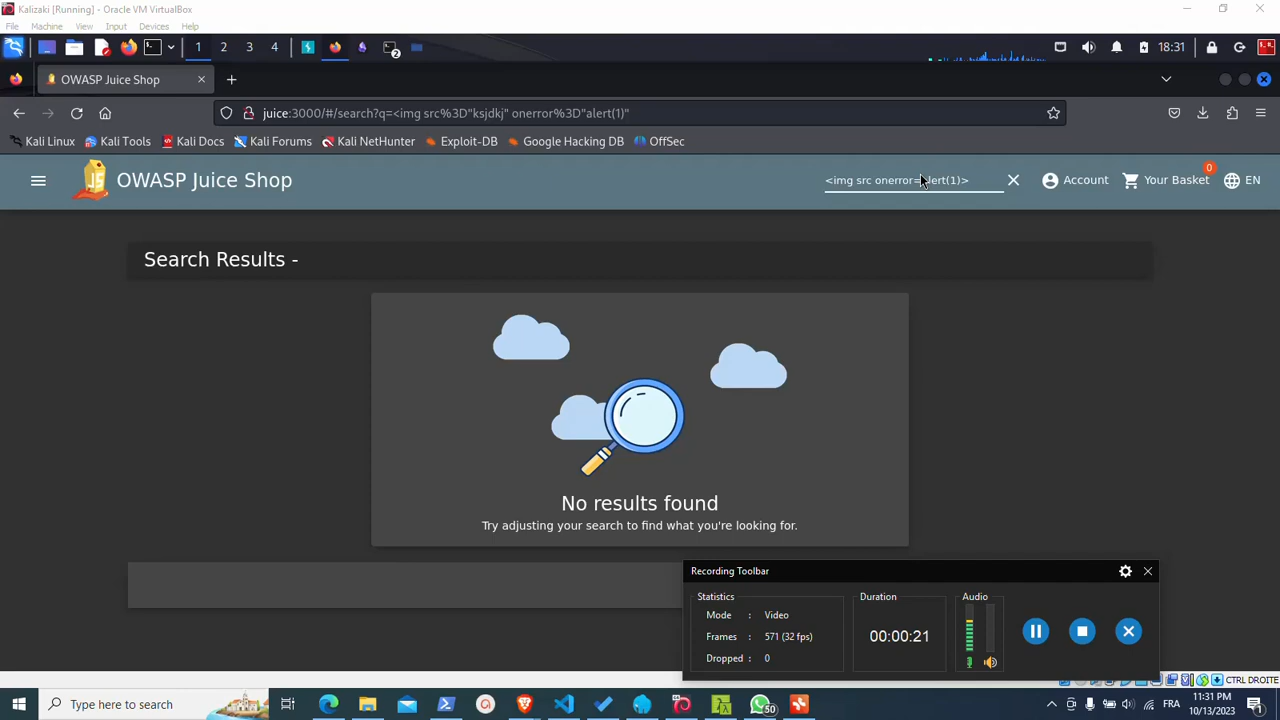 Kalizaki [Running] - Oracle VM VirtualBox
File Machine View Input Devices Help
1 2 3 4 2 18:31
OWASP Juice Shop
juice:3000/#/search?q=<img src%3D"ksjdkj" onerror%3D"alert(1)"
Kali Linux Kali Tools Kali Docs Kali Forums Kali NetHunter Exploit-DB Google Hacking DB OffSec
OWASP Juice Shop
<img src onerror=alert(1)>
Account
Your Basket 0
EN
Search Results -
No results found
Try adjusting your search to find what you're looking for.
Recording Toolbar
Statistics
Mode : Video
Frames : 571 (32 fps)
Dropped : 0
Duration
00:00:21
Audio
CTRL DROITE
Type here to search
50
FRA
11:31 PM
10/13/2023
1